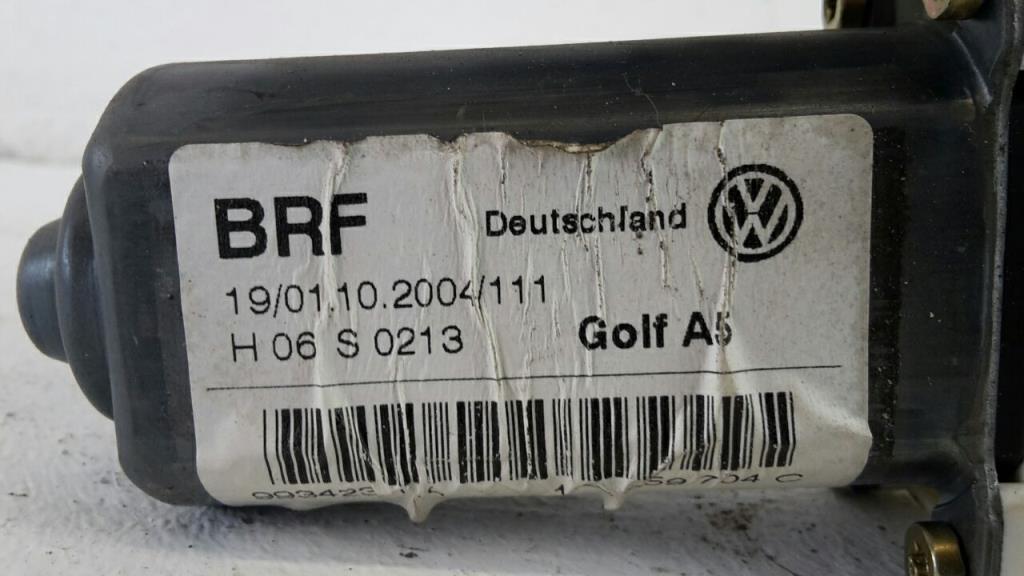 BRF
Deutschland
19/01.10.2004/111
H 06 S 0213
Golf A5